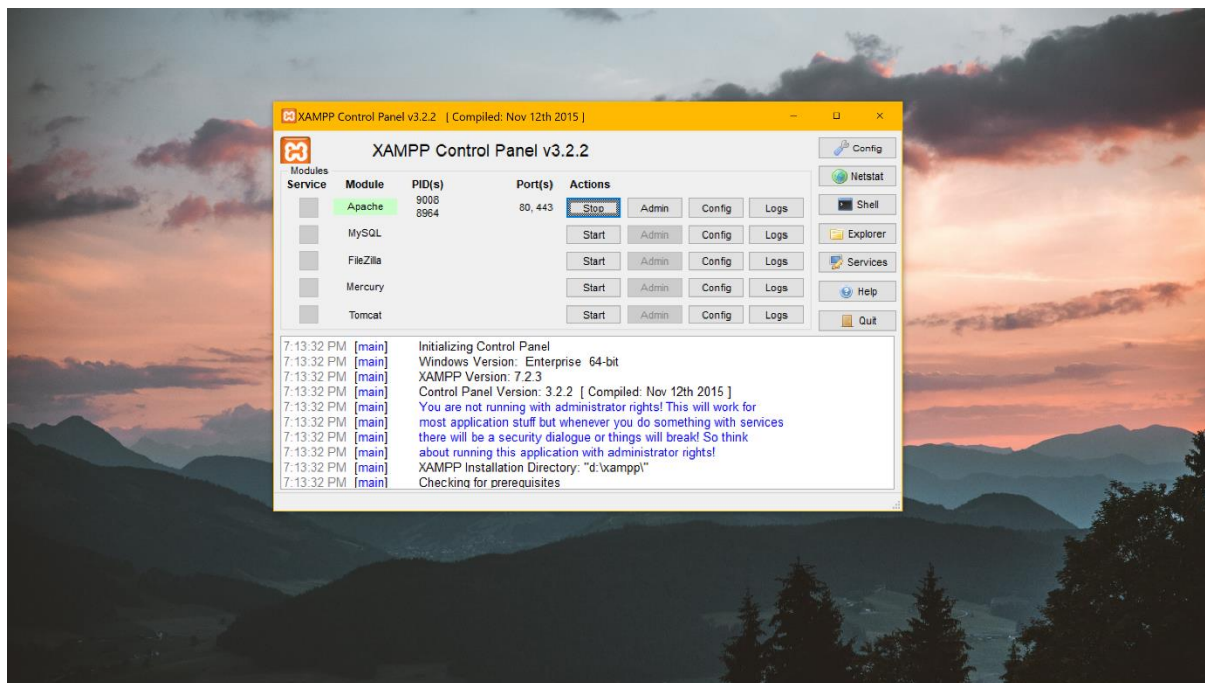 XAMPP Control Panel v3.2.2 [ Compiled: Nov 12th 2015 ]
XAMPP Control Panel v3.2.2
Config
Modules
Service Module PID(s) Port(s) Actions
Netstat
Apache 9008 8964 80, 443 Stop Admin Config Logs
Shell
MySQL Start Admin Config Logs
Explorer
FileZilla Start Admin Config Logs
Services
Mercury Start Admin Config Logs
Help
Tomcat Start Admin Config Logs
Quit
7:13:32 PM [main] Initializing Control Panel
7:13:32 PM [main] Windows Version: Enterprise 64-bit
7:13:32 PM [main] XAMPP Version: 7.2.3
7:13:32 PM [main] Control Panel Version: 3.2.2 [ Compiled: Nov 12th 2015 ]
7:13:32 PM [main] You are not running with administrator rights! This will work for
7:13:32 PM [main] most application stuff but whenever you do something with services
7:13:32 PM [main] there will be a security dialogue or things will break! So think
7:13:32 PM [main] about running this application with administrator rights!
7:13:32 PM [main] XAMPP Installation Directory: "d:\xampp\"
7:13:32 PM [main] Checking for prerequisites